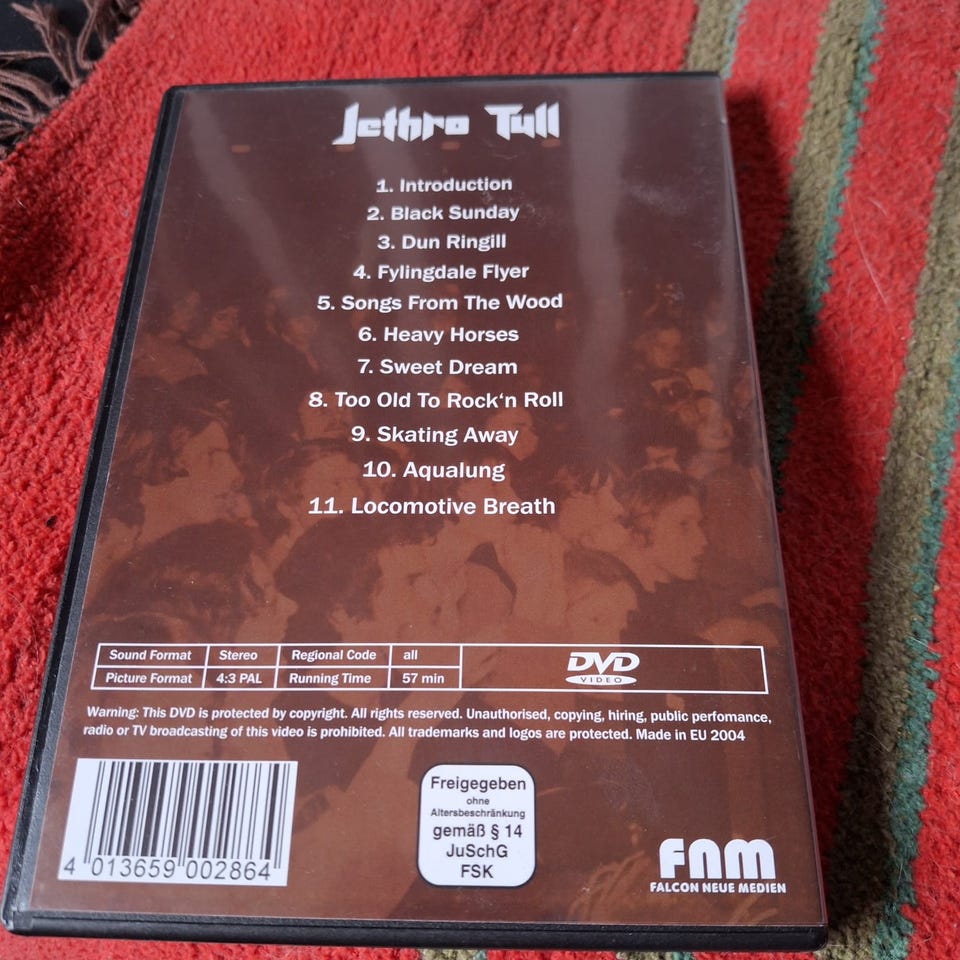 Jethro Tull
1. Introduction
2. Black Sunday
3. Dun Ringill
4. Fylingdale Flyer
5. Songs From The Wood
6. Heavy Horses
7. Sweet Dream
8. Too Old To Rock‘n Roll
9. Skating Away
10. Aqualung
11. Locomotive Breath
Sound Format Stereo Regional Code all
Picture Format 4:3 PAL Running Time 57 min
DVD
VIDEO
Warning: This DVD is protected by copyright. All rights reserved. Unauthorised, copying, hiring, public perfomance,
radio or TV broadcasting of this video is prohibited. All trademarks and logos are protected. Made in EU 2004
4 013659 002864
Freigegeben
ohne
Altersbeschränkung
gemäß § 14
JuSchG
FSK
FNM
FALCON NEUE MEDIEN